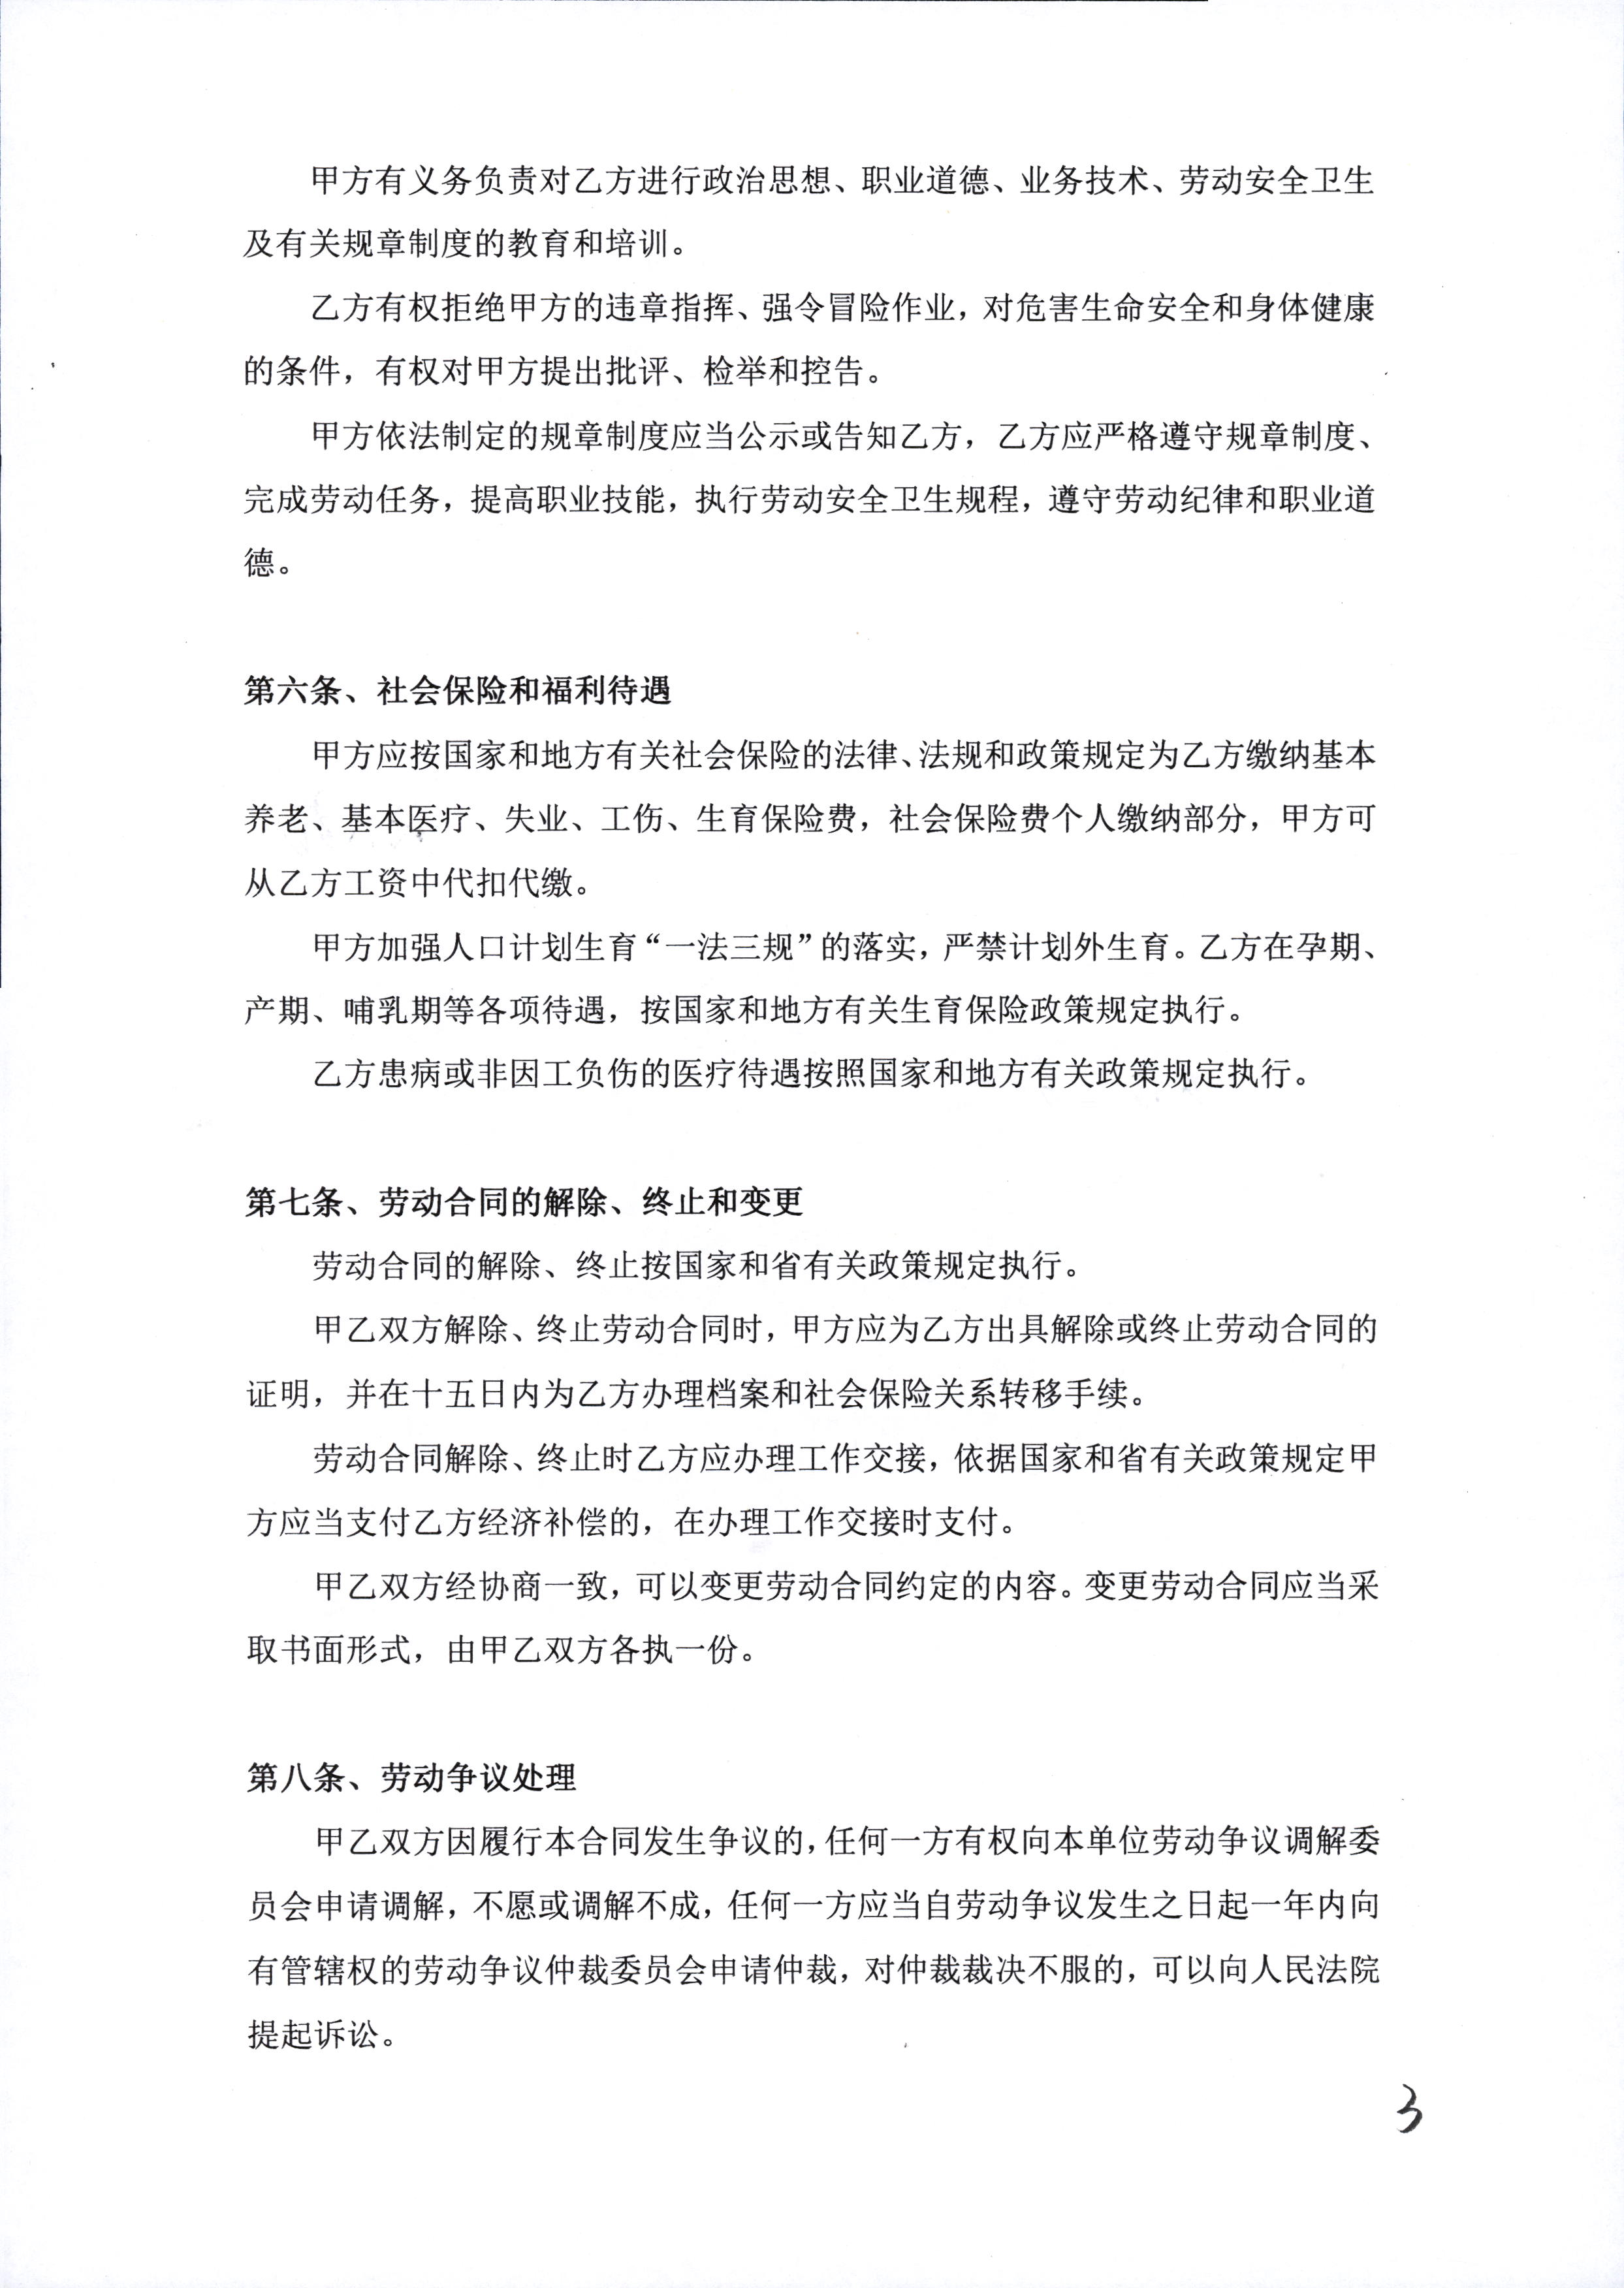 甲方有义务负责对乙方进行政治思想、职业道德、业务技术、劳动安全卫生
及有关规章制度的教育和培训。
乙方有权拒绝甲方的违章指挥、强令冒险作业，对危害生命安全和身体健康
的条件，有权对甲方提出批评、检举和控告。
甲方依法制定的规章制度应当公示或告知乙方，乙方应严格遵守规章制度、
完成劳动任务，提高职业技能，执行劳动安全卫生规程，遵守劳动纪律和职业道
德。
第六条、社会保险和福利待遇
甲方应按国家和地方有关社会保险的法律、法规和政策规定为乙方缴纳基本
养老、基本医疗、失业、工伤、生育保险费，社会保险费个人缴纳部分，甲方可
从乙方工资中代扣代缴。
甲方加强人口计划生育“一法三规”的落实，严禁计划外生育。乙方在孕期、
产期、哺乳期等各项待遇，按国家和地方有关生育保险政策规定执行。
乙方患病或非因工负伤的医疗待遇按照国家和地方有关政策规定执行。
第七条、劳动合同的解除、终止和变更
劳动合同的解除、终止按国家和省有关政策规定执行。
甲乙双方解除、终止劳动合同时，甲方应为乙方出具解除或终止劳动合同的
证明，并在十五日内为乙方办理档案和社会保险关系转移手续。
劳动合同解除、终止时乙方应办理工作交接，依据国家和省有关政策规定甲
方应当支付乙方经济补偿的，在办理工作交接时支付。
甲乙双方经协商一致，可以变更劳动合同约定的内容。变更劳动合同应当采
取书面形式，由甲乙双方各执一份。
第八条、劳动争议处理
甲乙双方因履行本合同发生争议的，任何一方有权向本单位劳动争议调解委
员会申请调解，不愿或调解不成，任何一方应当自劳动争议发生之日起一年内向
有管辖权的劳动争议仲裁委员会申请仲裁，对仲裁裁决不服的，可以向人民法院
提起诉讼。
3